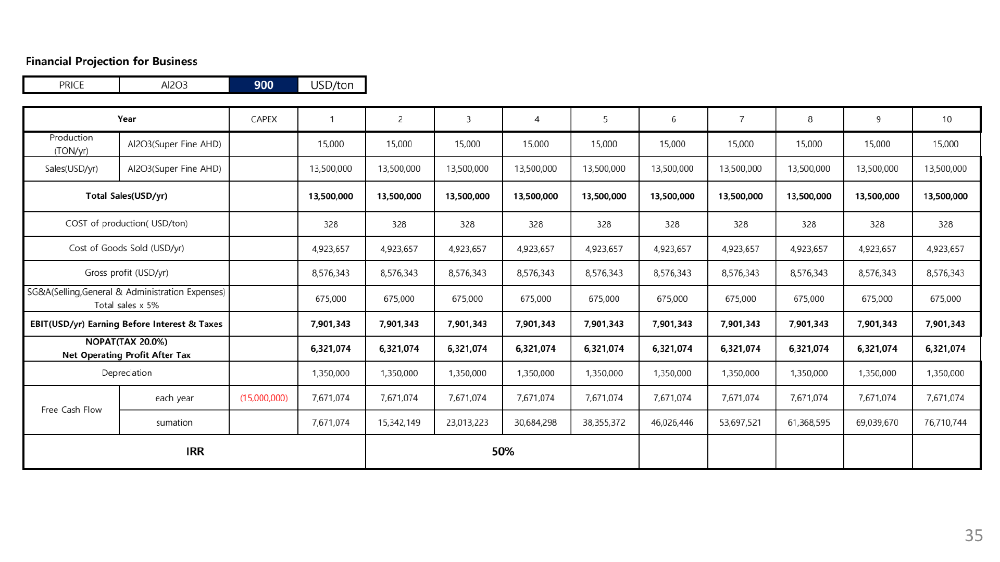 Financial Projection for Business
PRICE Al2O3 900 USD/ton
Year CAPEX 1 2 3 4 5 6 7 8 9 10
Production
(TON/yr) Al2O3(Super Fine AHD) 15,000 15,000 15,000 15,000 15,000 15,000 15,000 15,000 15,000 15,000
Sales(USD/yr) Al2O3(Super Fine AHD) 13,500,000 13,500,000 13,500,000 13,500,000 13,500,000 13,500,000 13,500,000 13,500,000 13,500,000 13,500,000
Total Sales(USD/yr) 13,500,000 13,500,000 13,500,000 13,500,000 13,500,000 13,500,000 13,500,000 13,500,000 13,500,000 13,500,000
COST of production( USD/ton) 328 328 328 328 328 328 328 328 328 328
Cost of Goods Sold (USD/yr) 4,923,657 4,923,657 4,923,657 4,923,657 4,923,657 4,923,657 4,923,657 4,923,657 4,923,657 4,923,657
Gross profit (USD/yr) 8,576,343 8,576,343 8,576,343 8,576,343 8,576,343 8,576,343 8,576,343 8,576,343 8,576,343 8,576,343
SG&A(Selling,General & Administration Expenses)
Total sales x 5% 675,000 675,000 675,000 675,000 675,000 675,000 675,000 675,000 675,000 675,000
EBIT(USD/yr) Earning Before Interest & Taxes 7,901,343 7,901,343 7,901,343 7,901,343 7,901,343 7,901,343 7,901,343 7,901,343 7,901,343 7,901,343
NOPAT(TAX 20.0%)
Net Operating Profit After Tax 6,321,074 6,321,074 6,321,074 6,321,074 6,321,074 6,321,074 6,321,074 6,321,074 6,321,074 6,321,074
Depreciation 1,350,000 1,350,000 1,350,000 1,350,000 1,350,000 1,350,000 1,350,000 1,350,000 1,350,000 1,350,000
Free Cash Flow each year (15,000,000) 7,671,074 7,671,074 7,671,074 7,671,074 7,671,074 7,671,074 7,671,074 7,671,074 7,671,074 7,671,074
sumation 7,671,074 15,342,149 23,013,223 30,684,298 38,355,372 46,026,446 53,697,521 61,368,595 69,039,670 76,710,744
IRR 50%
35